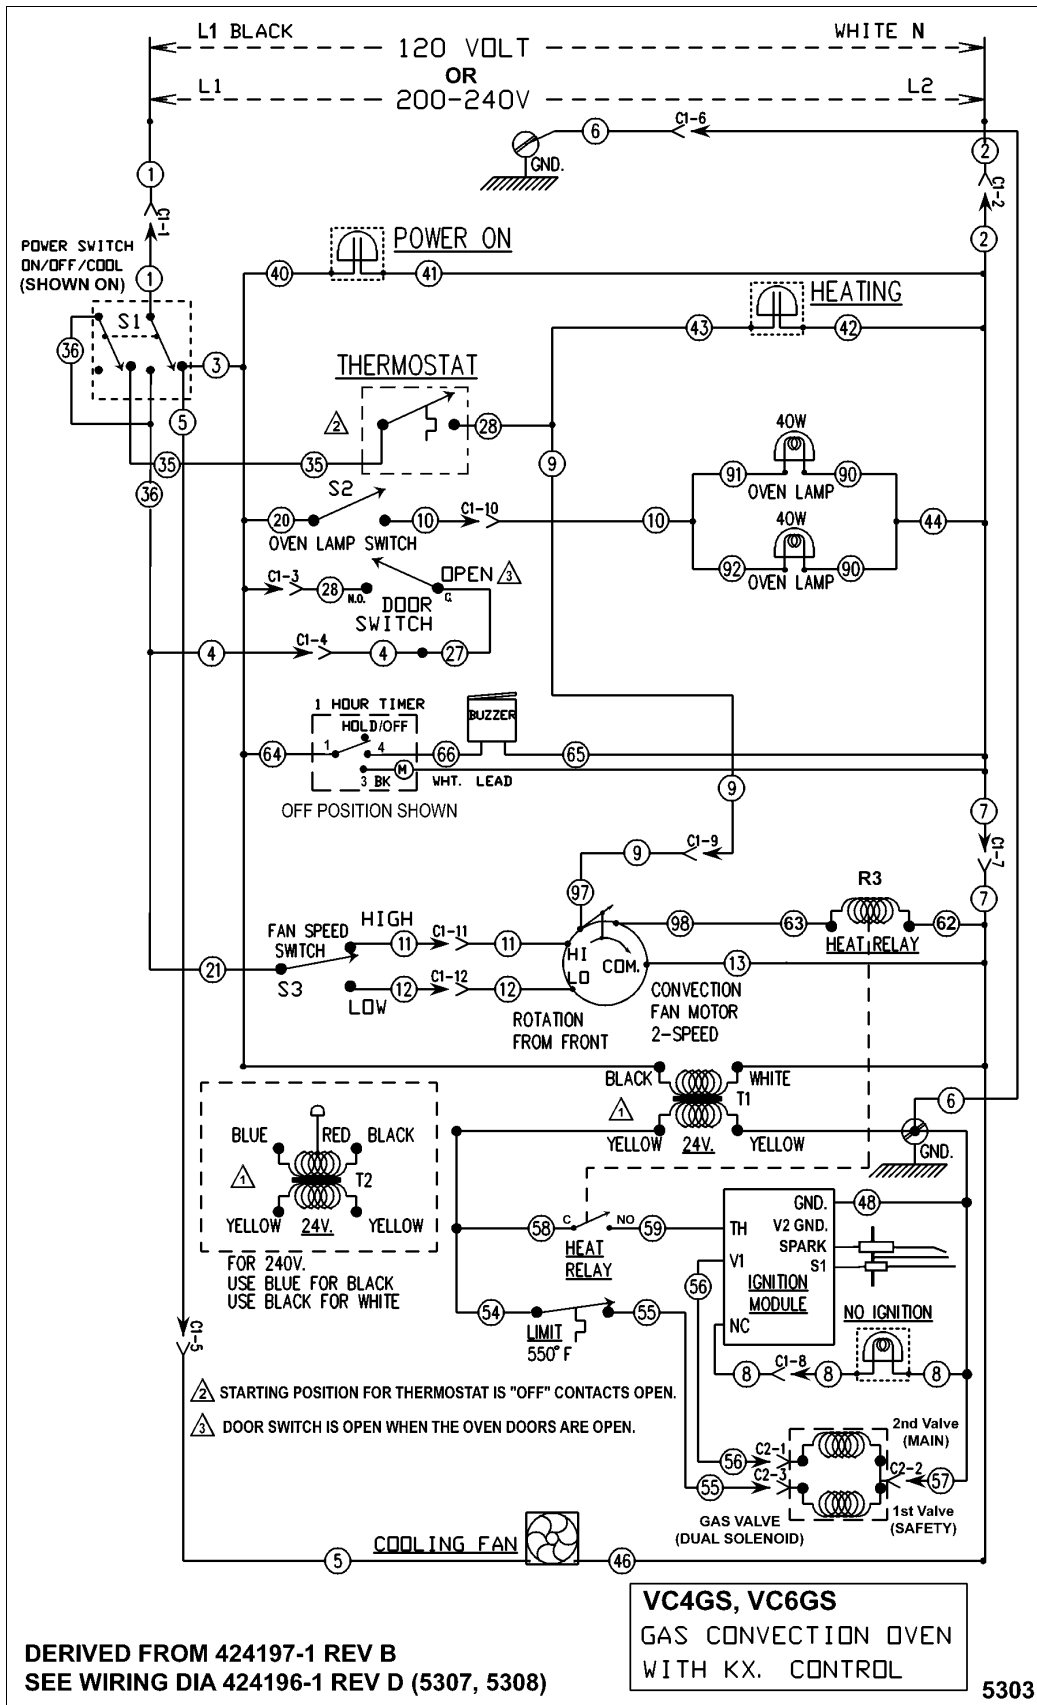 L1 BLACK
WHITE N
120 VOLT
OR
L1
L2
200-240V
C1-6
6
GND.
2
1
C1-1
C1-2
2
POWER SWITCH
ON/OFF/COOL
(SHOWN ON)
1
POWER ON
40
41
HEATING
S1
43
42
36
3
THERMOSTAT
5
2
28
40W
35
35
9
91
90
OVEN LAMP
36
S2
20
10
C1-10
10
44
OVEN LAMP SWITCH
40W
92
90
OVEN LAMP
C1-3
28
N.O.
OPEN
3
C.
DOOR
SWITCH
4
C1-4
4
27
1 HOUR TIMER
HOLD/OFF
BUZZER
64
1
4
66
65
3 BK
M
WHT. LEAD
9
OFF POSITION SHOWN
7
C1-7
9
C1-9
97
R3
7
HIGH
FAN SPEED
SWITCH
11
C1-11
11
98
63
62
HEAT RELAY
HI
COM.
13
21
S3
LO
12
C1-12
12
LOW
CONVECTION
FAN MOTOR
2-SPEED
ROTATION
FROM FRONT
BLACK
WHITE
T1
1
YELLOW
24V.
YELLOW
6
GND.
BLUE
RED
BLACK
1
T2
YELLOW
24V.
YELLOW
FOR 240V.
USE BLUE FOR BLACK
USE BLACK FOR WHITE
58
C
NO
59
HEAT
RELAY
TH
GND.
48
V2 GND.
SPARK
V1
S1
IGNITION
MODULE
56
NC
54
55
LIMIT
550°F
NO IGNITION
C1-5
8
C1-8
8
8
2 STARTING POSITION FOR THERMOSTAT IS "OFF" CONTACTS OPEN.
3 DOOR SWITCH IS OPEN WHEN THE OVEN DOORS ARE OPEN.
2nd Valve
(MAIN)
56
C2-1
C2-2
57
55
C2-3
1st Valve
(SAFETY)
GAS VALVE
(DUAL SOLENOID)
COOLING FAN
5
46
VC4GS, VC6GS
GAS CONVECTION OVEN
WITH KX. CONTROL
DERIVED FROM 424197-1 REV B
SEE WIRING DIA 424196-1 REV D (5307, 5308)
5303